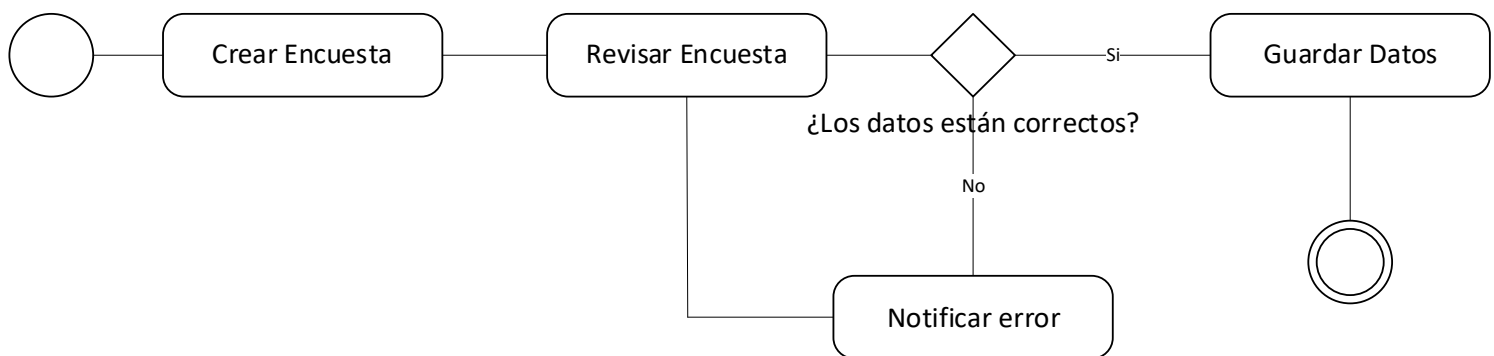 Crear Encuesta
Revisar Encuesta
Si
Guardar Datos
¿Los datos están correctos?
No
Notificar error